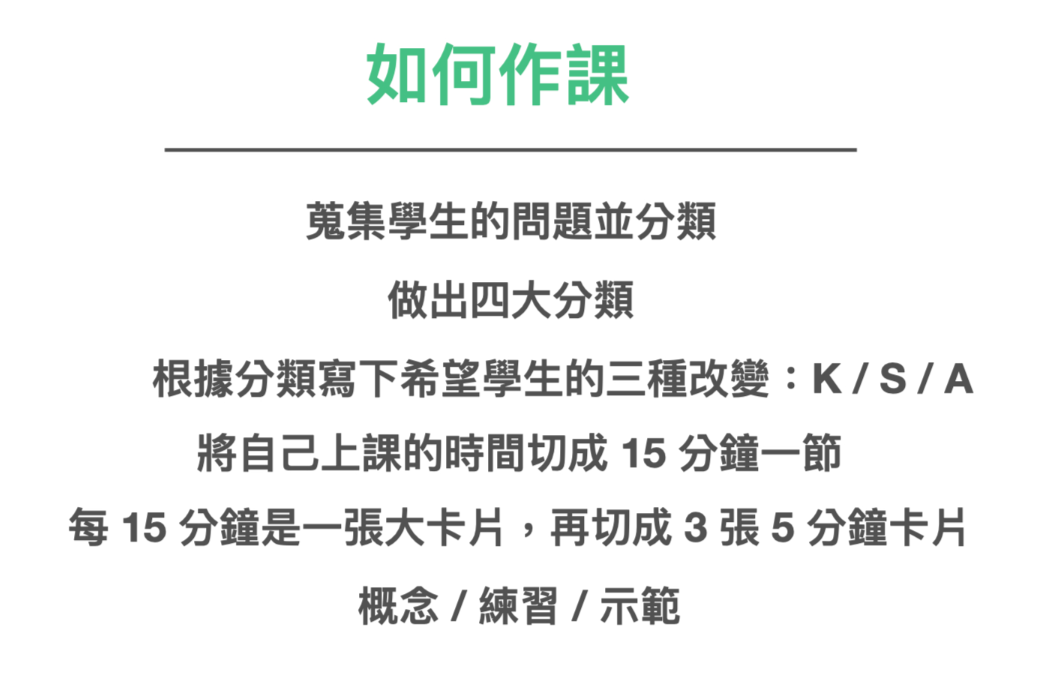 如何作課
蒐集學生的問題並分類
做出四大分類
根據分類寫下希望學生的三種改變：K / S / A
將自己上課的時間切成 15 分鐘一節
每 15 分鐘是一張大卡片，再切成 3 張 5 分鐘卡片
概念 / 練習 / 示範